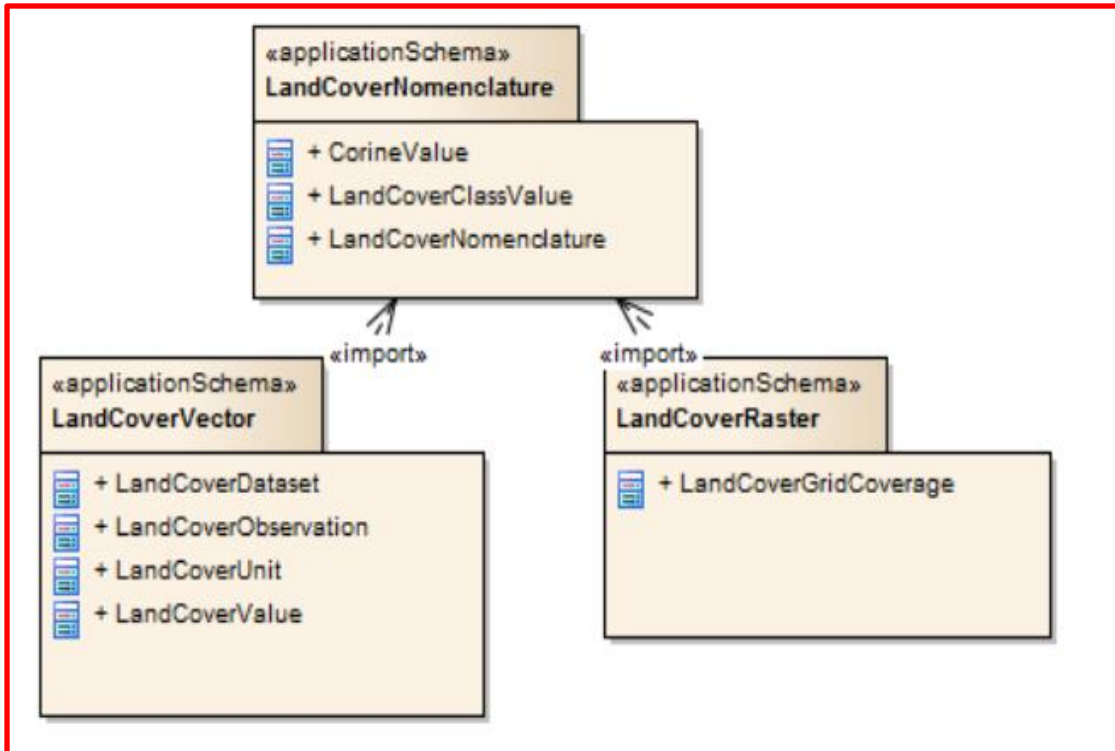 «applicationSchema»
LandCoverNomenclature
+ CorineValue
+ LandCoverClassValue
+ LandCoverNomenclature
«import»
«import»
«applicationSchema»
LandCoverVector
+ LandCoverDataset
+ LandCoverObservation
+ LandCoverUnit
+ LandCoverValue
«applicationSchema»
LandCoverRaster
+ LandCoverGridCoverage